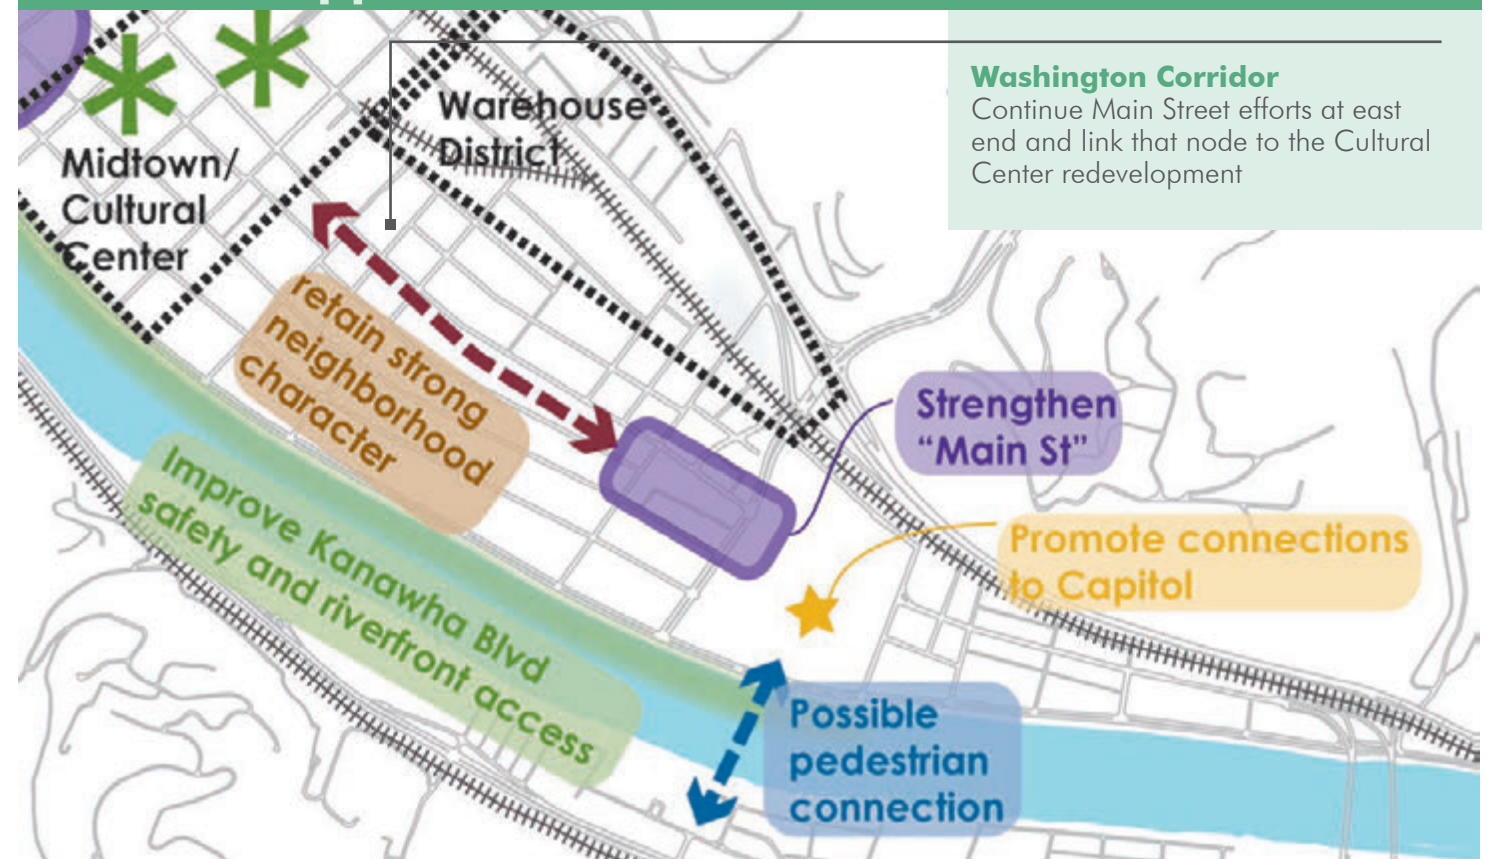 Washington Corridor
Continue Main Street efforts at east
end and link that node to the Cultural
Center redevelopment
Warehouse
District
Midtown/
Cultural
Center
retain strong
neighborhood
character
Strengthen
“Main St”
Improve Kanawha Blvd
safety and riverfront access
Promote connections
to Capitol
Possible
pedestrian
connection